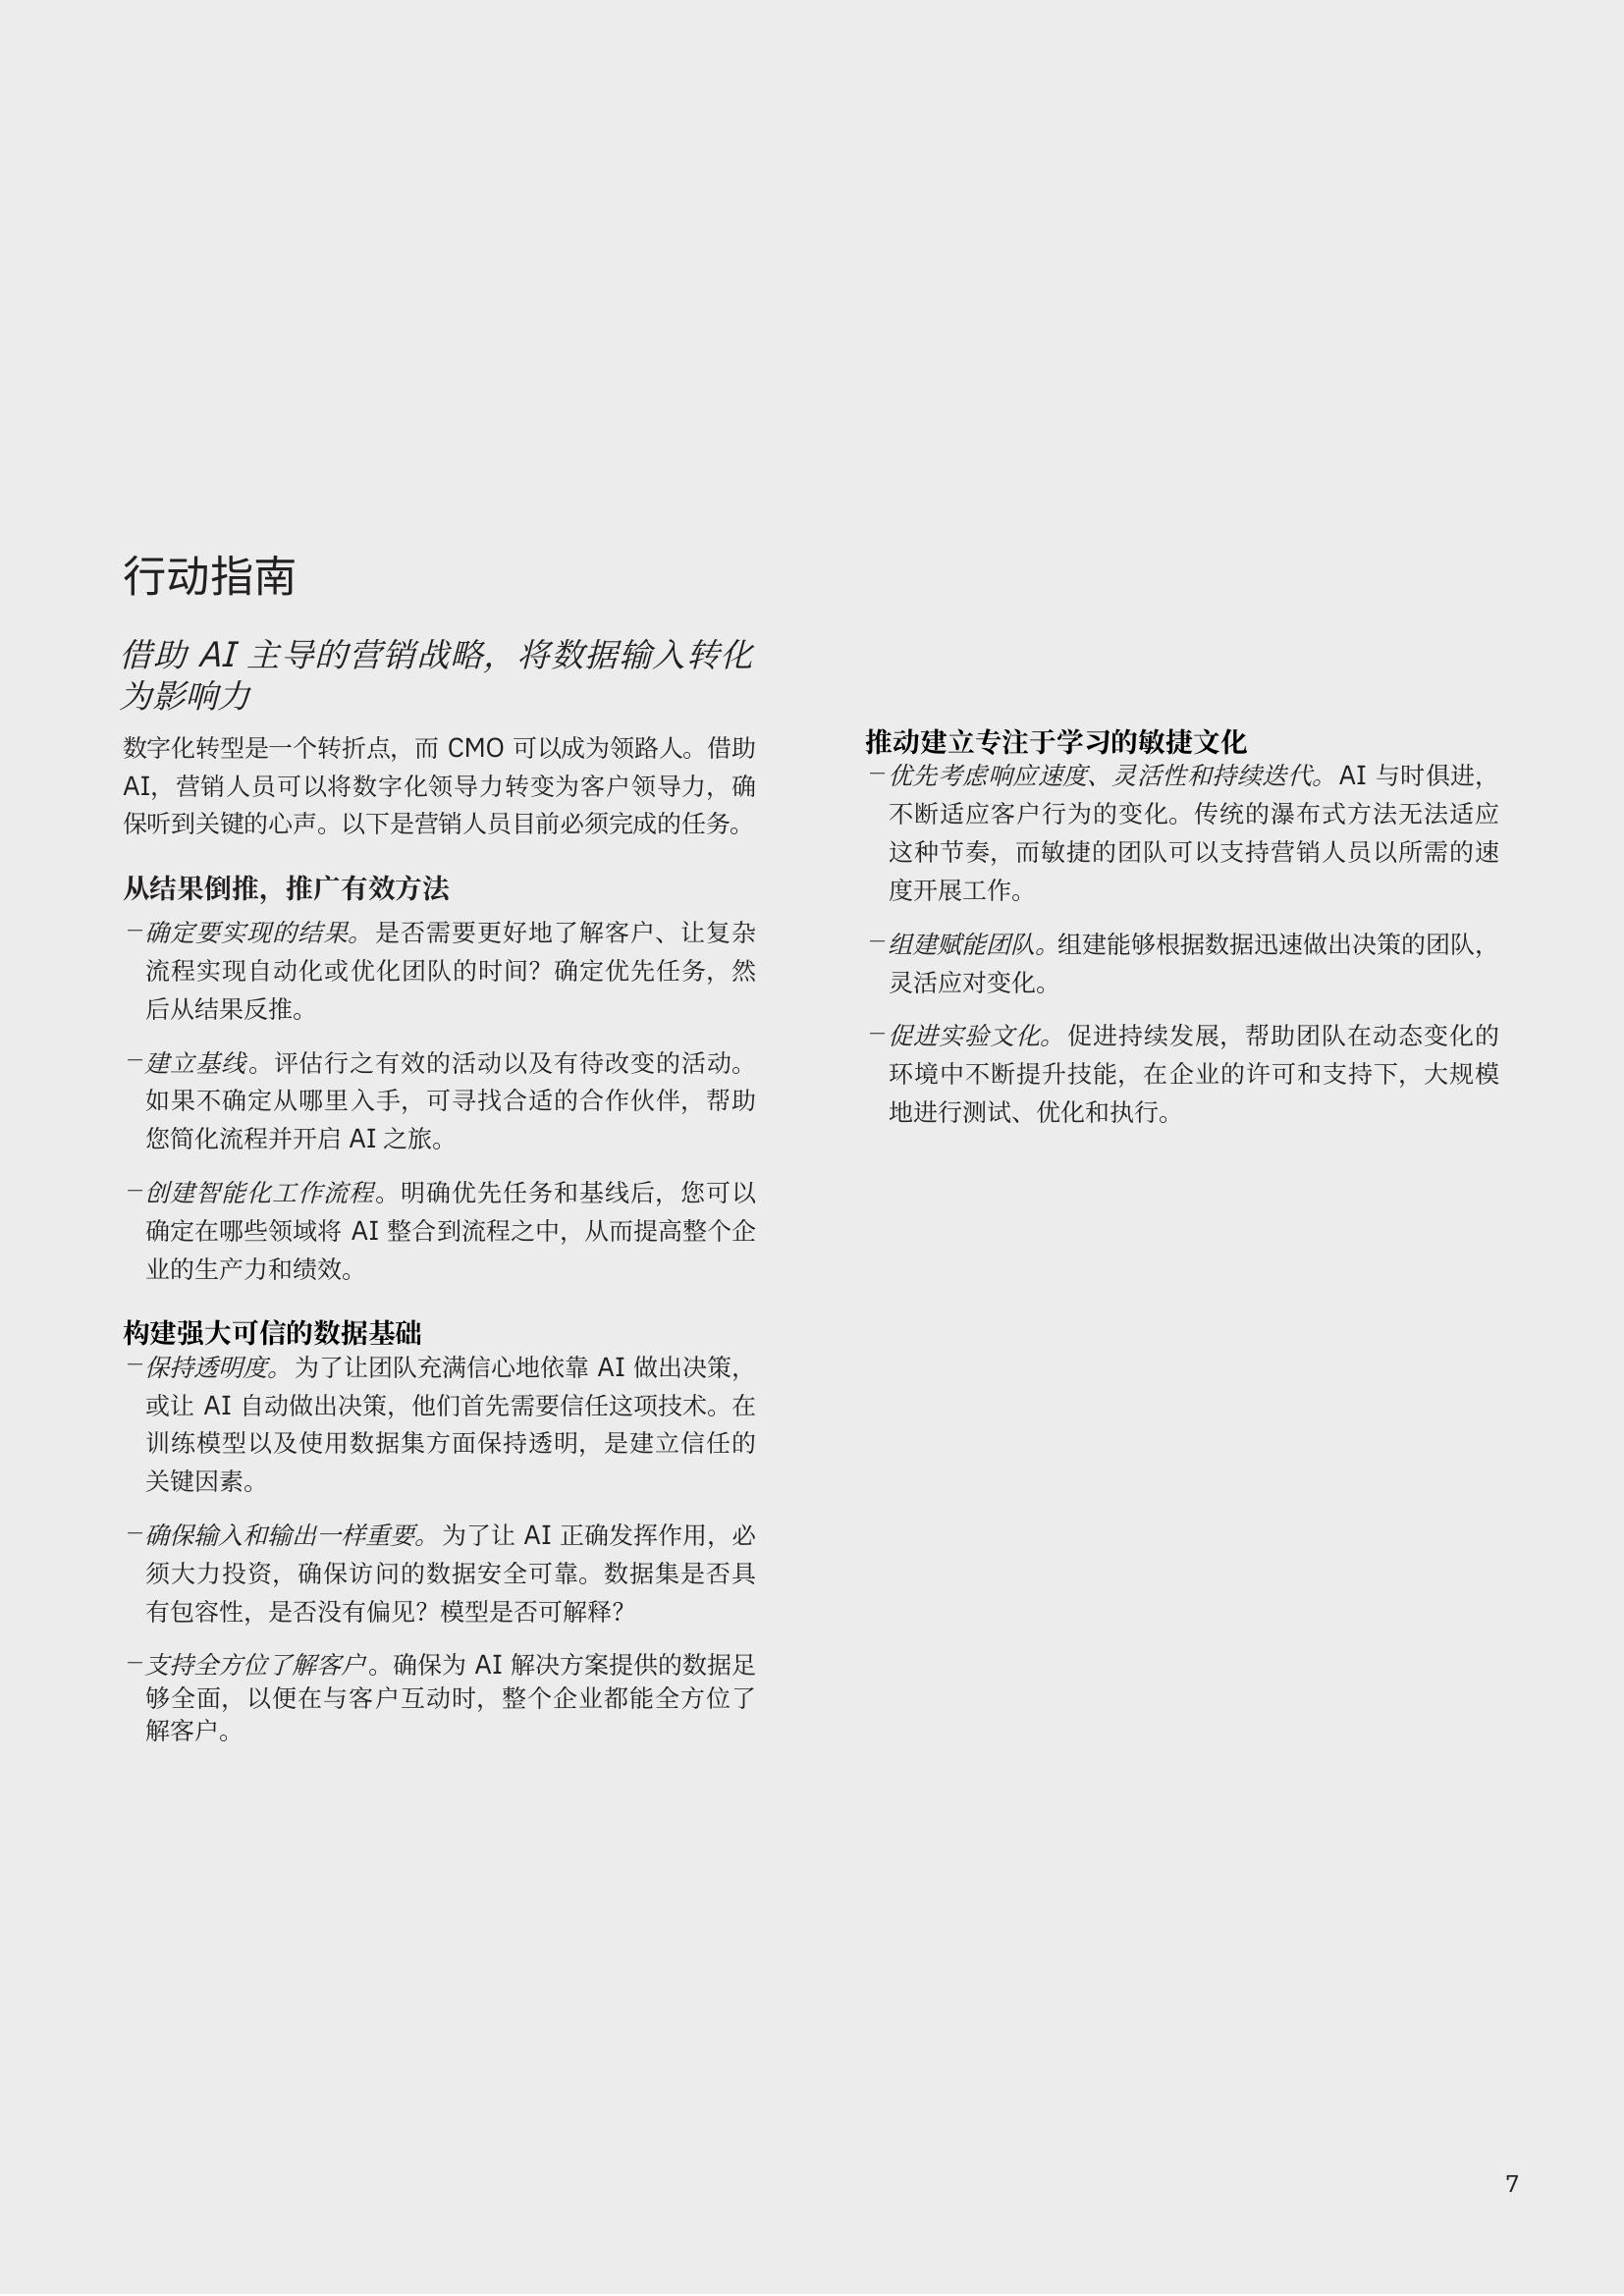 行动指南
借助 AI 主导的营销战略，将数据输入转化
为影响力
数字化转型是一个转折点，而 CMO 可以成为领路人。借助
AI，营销人员可以将数字化领导力转变为客户领导力，确
保听到关键的心声。以下是营销人员目前必须完成的任务。
从结果倒推，推广有效方法
–确定要实现的结果。是否需要更好地了解客户、让复杂
流程实现自动化或优化团队的时间？确定优先任务，然
后从结果反推。
–建立基线。评估行之有效的活动以及有待改变的活动。
如果不确定从哪里入手，可寻找合适的合作伙伴，帮助
您简化流程并开启 AI 之旅。
–创建智能化工作流程。明确优先任务和基线后，您可以
确定在哪些领域将 AI 整合到流程之中，从而提高整个企
业的生产力和绩效。
构建强大可信的数据基础
–保持透明度。为了让团队充满信心地依靠 AI 做出决策，
或让 AI 自动做出决策，他们首先需要信任这项技术。在
训练模型以及使用数据集方面保持透明，是建立信任的
关键因素。
–确保输入和输出一样重要。为了让 AI 正确发挥作用，必
须大力投资，确保访问的数据安全可靠。数据集是否具
有包容性，是否没有偏见？模型是否可解释？
–支持全方位了解客户。确保为 AI 解决方案提供的数据足
够全面，以便在与客户互动时，整个企业都能全方位了
解客户。
推动建立专注于学习的敏捷文化
–优先考虑响应速度、灵活性和持续迭代。AI 与时俱进，
不断适应客户行为的变化。传统的瀑布式方法无法适应
这种节奏，而敏捷的团队可以支持营销人员以所需的速
度开展工作。
–组建赋能团队。组建能够根据数据迅速做出决策的团队，
灵活应对变化。
–促进实验文化。促进持续发展，帮助团队在动态变化的
环境中不断提升技能，在企业的许可和支持下，大规模
地进行测试、优化和执行。
7